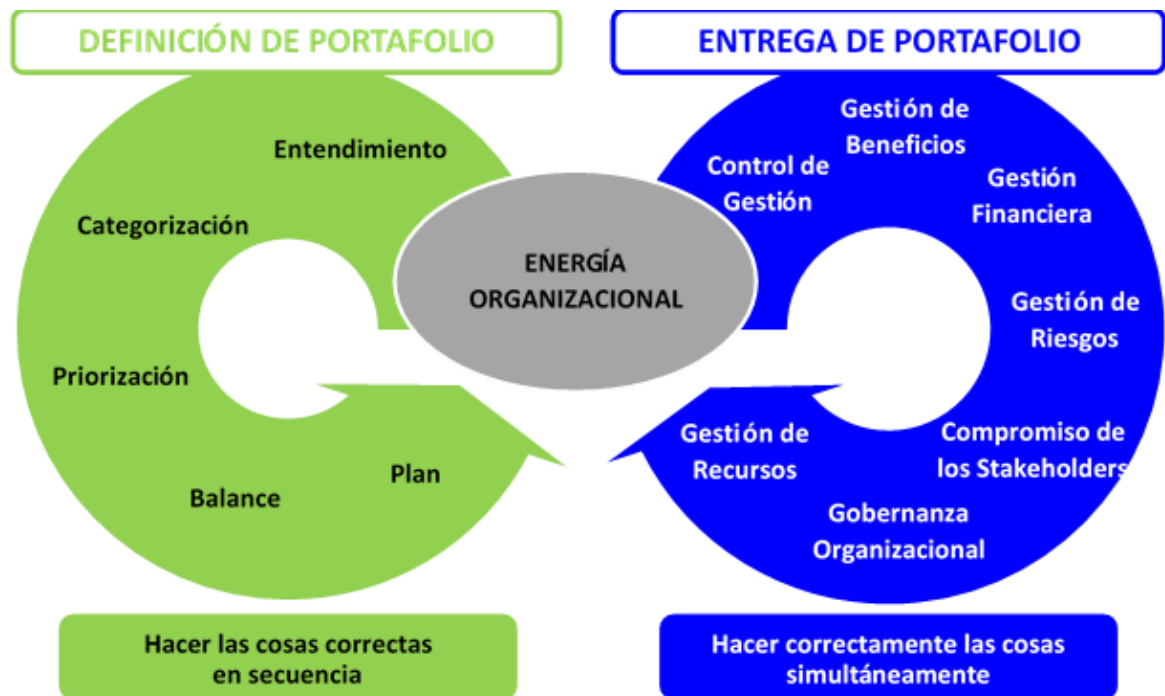 DEFINICIÓN DE PORTAFOLIO
Entendimiento
Categorización
Priorización
Balance
Plan
Hacer las cosas correctas
en secuencia
ENERGÍA
ORGANIZACIONAL
ENTREGA DE PORTAFOLIO
Control de
Gestión
Gestión de
Beneficios
Gestión
Financiera
Gestión de
Riesgos
Compromiso de
los Stakeholders
Gobernanza
Organizacional
Gestión de
Recursos
Hacer correctamente las cosas
simultáneamente